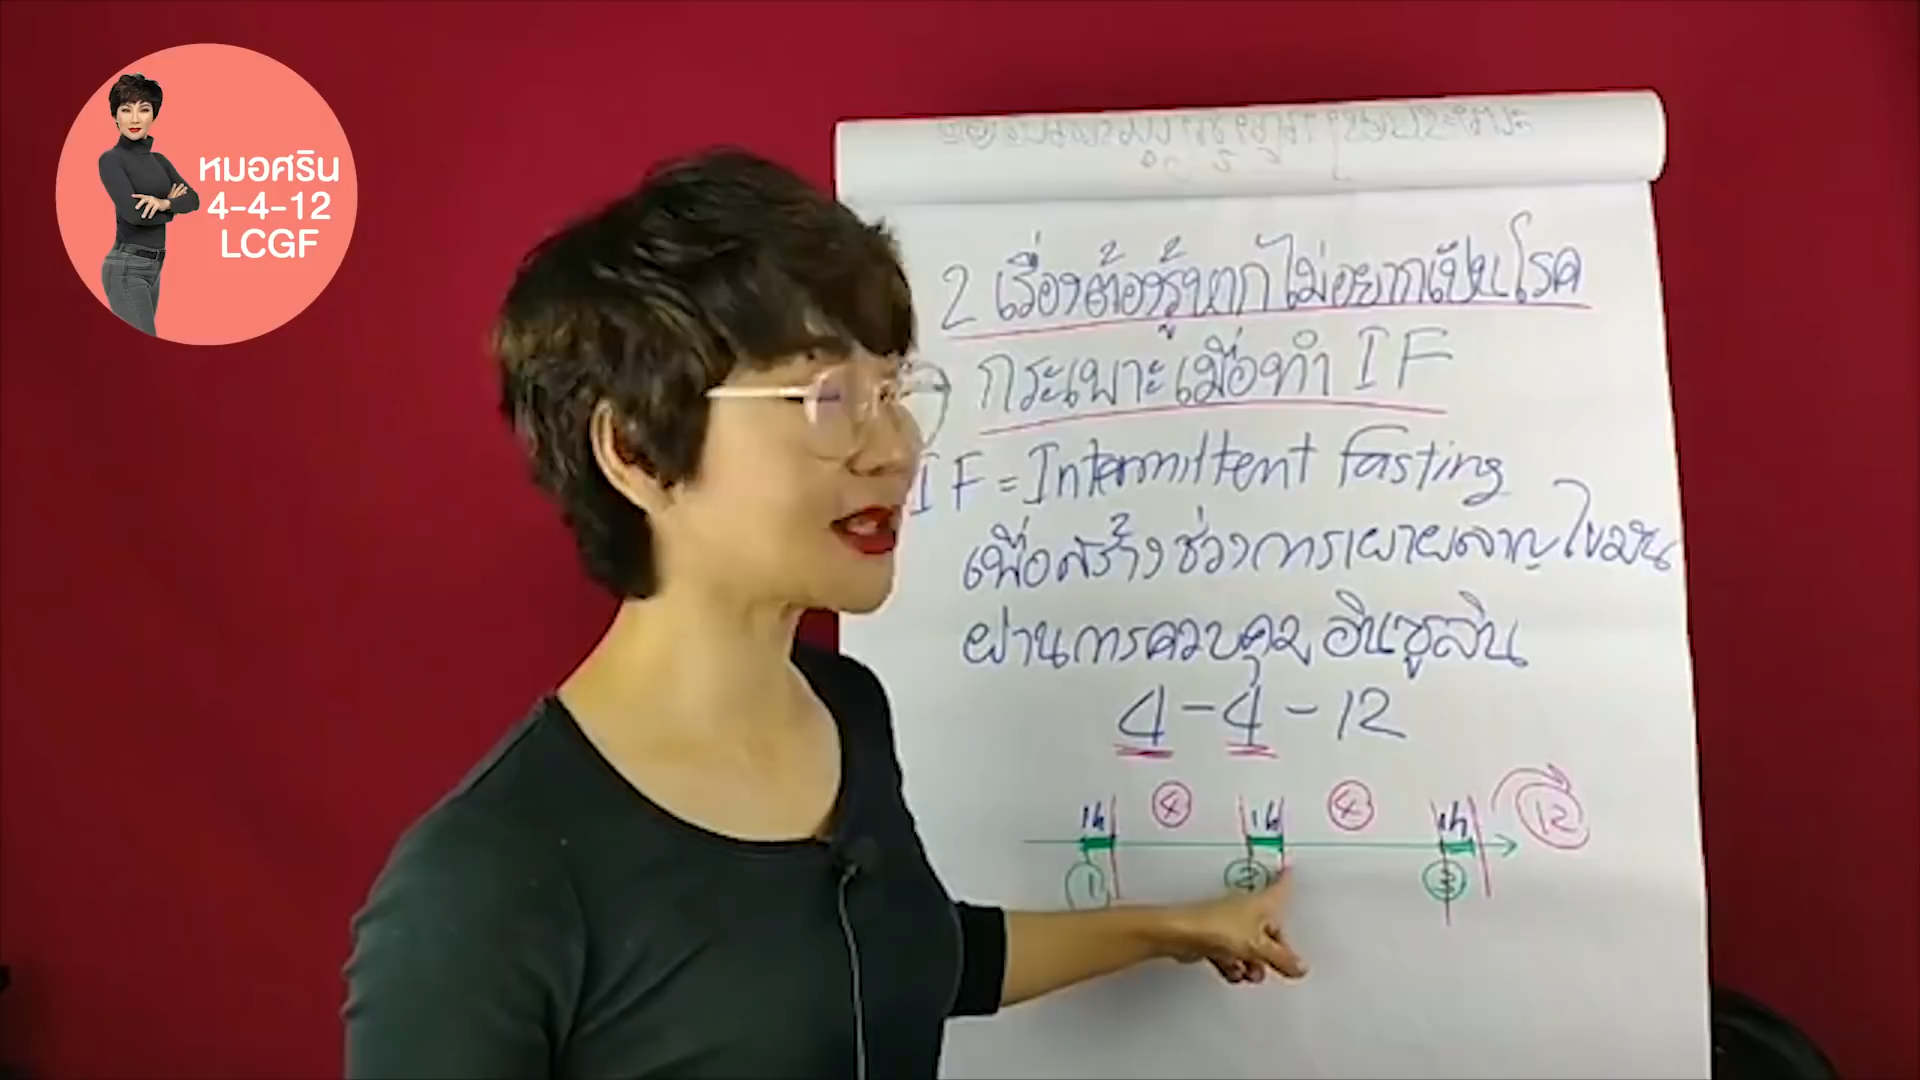 หมอศริน
4-4-12
LCGF
2 เรื่องต้องรู้หากไม่อยากเป็นโรค
กระเพาะเมื่อทำ IF
IF = Intermittent fasting
เพื่อสร้างช่วงการเผาผลาญไขมัน
ผ่านการควบคุมอินซูลิน
4-4-12
1h 4 1h 4 1h 12
1 2 3